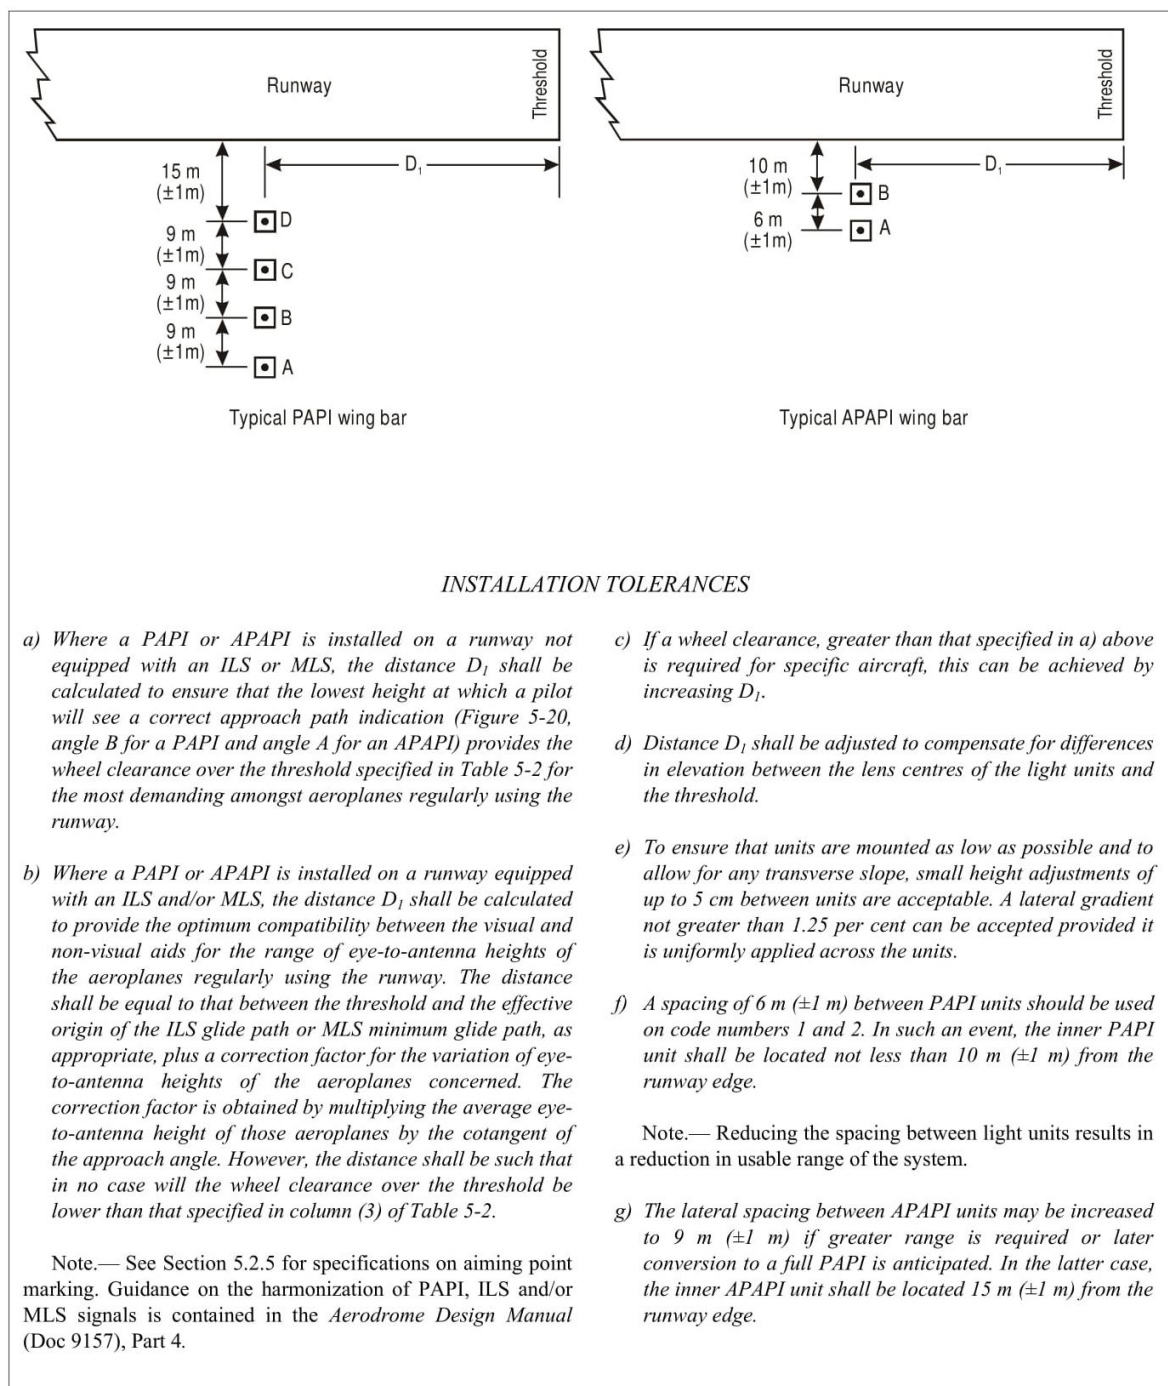 Runway
Threshold
15 m
(±1m)
D1
D
9 m
(±1m)
C
9 m
(±1m)
B
9 m
(±1m)
A
Typical PAPI wing bar
Runway
Threshold
10 m
(±1m)
D1
B
6 m
(±1m)
A
Typical APAPI wing bar
INSTALLATION TOLERANCES
a) Where a PAPI or APAPI is installed on a runway not
equipped with an ILS or MLS, the distance D1 shall be
calculated to ensure that the lowest height at which a pilot
will see a correct approach path indication (Figure 5-20,
angle B for a PAPI and angle A for an APAPI) provides the
wheel clearance over the threshold specified in Table 5-2 for
the most demanding amongst aeroplanes regularly using the
runway.
b) Where a PAPI or APAPI is installed on a runway equipped
with an ILS and/or MLS, the distance D1 shall be calculated
to provide the optimum compatibility between the visual and
non-visual aids for the range of eye-to-antenna heights of
the aeroplanes regularly using the runway. The distance
shall be equal to that between the threshold and the effective
origin of the ILS glide path or MLS minimum glide path, as
appropriate, plus a correction factor for the variation of eye-
to-antenna heights of the aeroplanes concerned. The
correction factor is obtained by multiplying the average eye-
to-antenna height of those aeroplanes by the cotangent of
the approach angle. However, the distance shall be such that
in no case will the wheel clearance over the threshold be
lower than that specified in column (3) of Table 5-2.
Note.— See Section 5.2.5 for specifications on aiming point
marking. Guidance on the harmonization of PAPI, ILS and/or
MLS signals is contained in the Aerodrome Design Manual
(Doc 9157), Part 4.
c) If a wheel clearance, greater than that specified in a) above
is required for specific aircraft, this can be achieved by
increasing D1.
d) Distance D1 shall be adjusted to compensate for differences
in elevation between the lens centres of the light units and
the threshold.
e) To ensure that units are mounted as low as possible and to
allow for any transverse slope, small height adjustments of
up to 5 cm between units are acceptable. A lateral gradient
not greater than 1.25 per cent can be accepted provided it
is uniformly applied across the units.
f) A spacing of 6 m (±1 m) between PAPI units should be used
on code numbers 1 and 2. In such an event, the inner PAPI
unit shall be located not less than 10 m (±1 m) from the
runway edge.
Note.— Reducing the spacing between light units results in
a reduction in usable range of the system.
g) The lateral spacing between APAPI units may be increased
to 9 m (±1 m) if greater range is required or later
conversion to a full PAPI is anticipated. In the latter case,
the inner APAPI unit shall be located 15 m (±1 m) from the
runway edge.